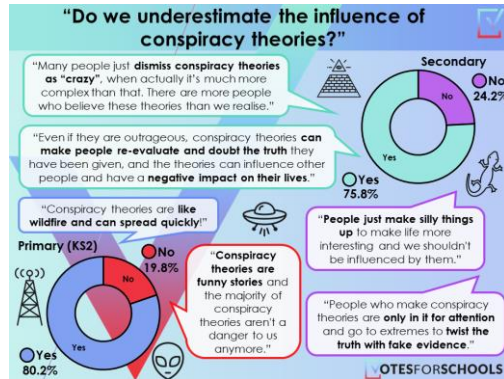 “Do we underestimate the influence of
conspiracy theories?”
“Many people just dismiss conspiracy theories
as “crazy”, when actually it’s much more
complex than that. There are more people
who believe these theories than we realise.”
Secondary
No
24.2%
No
Yes
Yes
75.8%
“Even if they are outrageous, conspiracy theories can
make people re-evaluate and doubt the truth they
have been given, and the theories can influence other
people and have a negative impact on their lives.”
“Conspiracy theories are like
wildfire and can spread quickly!”
Primary (KS2)
No
19.8%
No
Yes
Yes
80.2%
“Conspiracy
theories are
funny stories and
the majority of
conspiracy
theories aren't a
danger to us
anymore.”
“People just make silly things
up to make life more
interesting and we shouldn't
be influenced by them.”
“People who make conspiracy
theories are only in it for attention
and go to extremes to twist the
truth with fake evidence.”
VOTESFORSCHOOLS